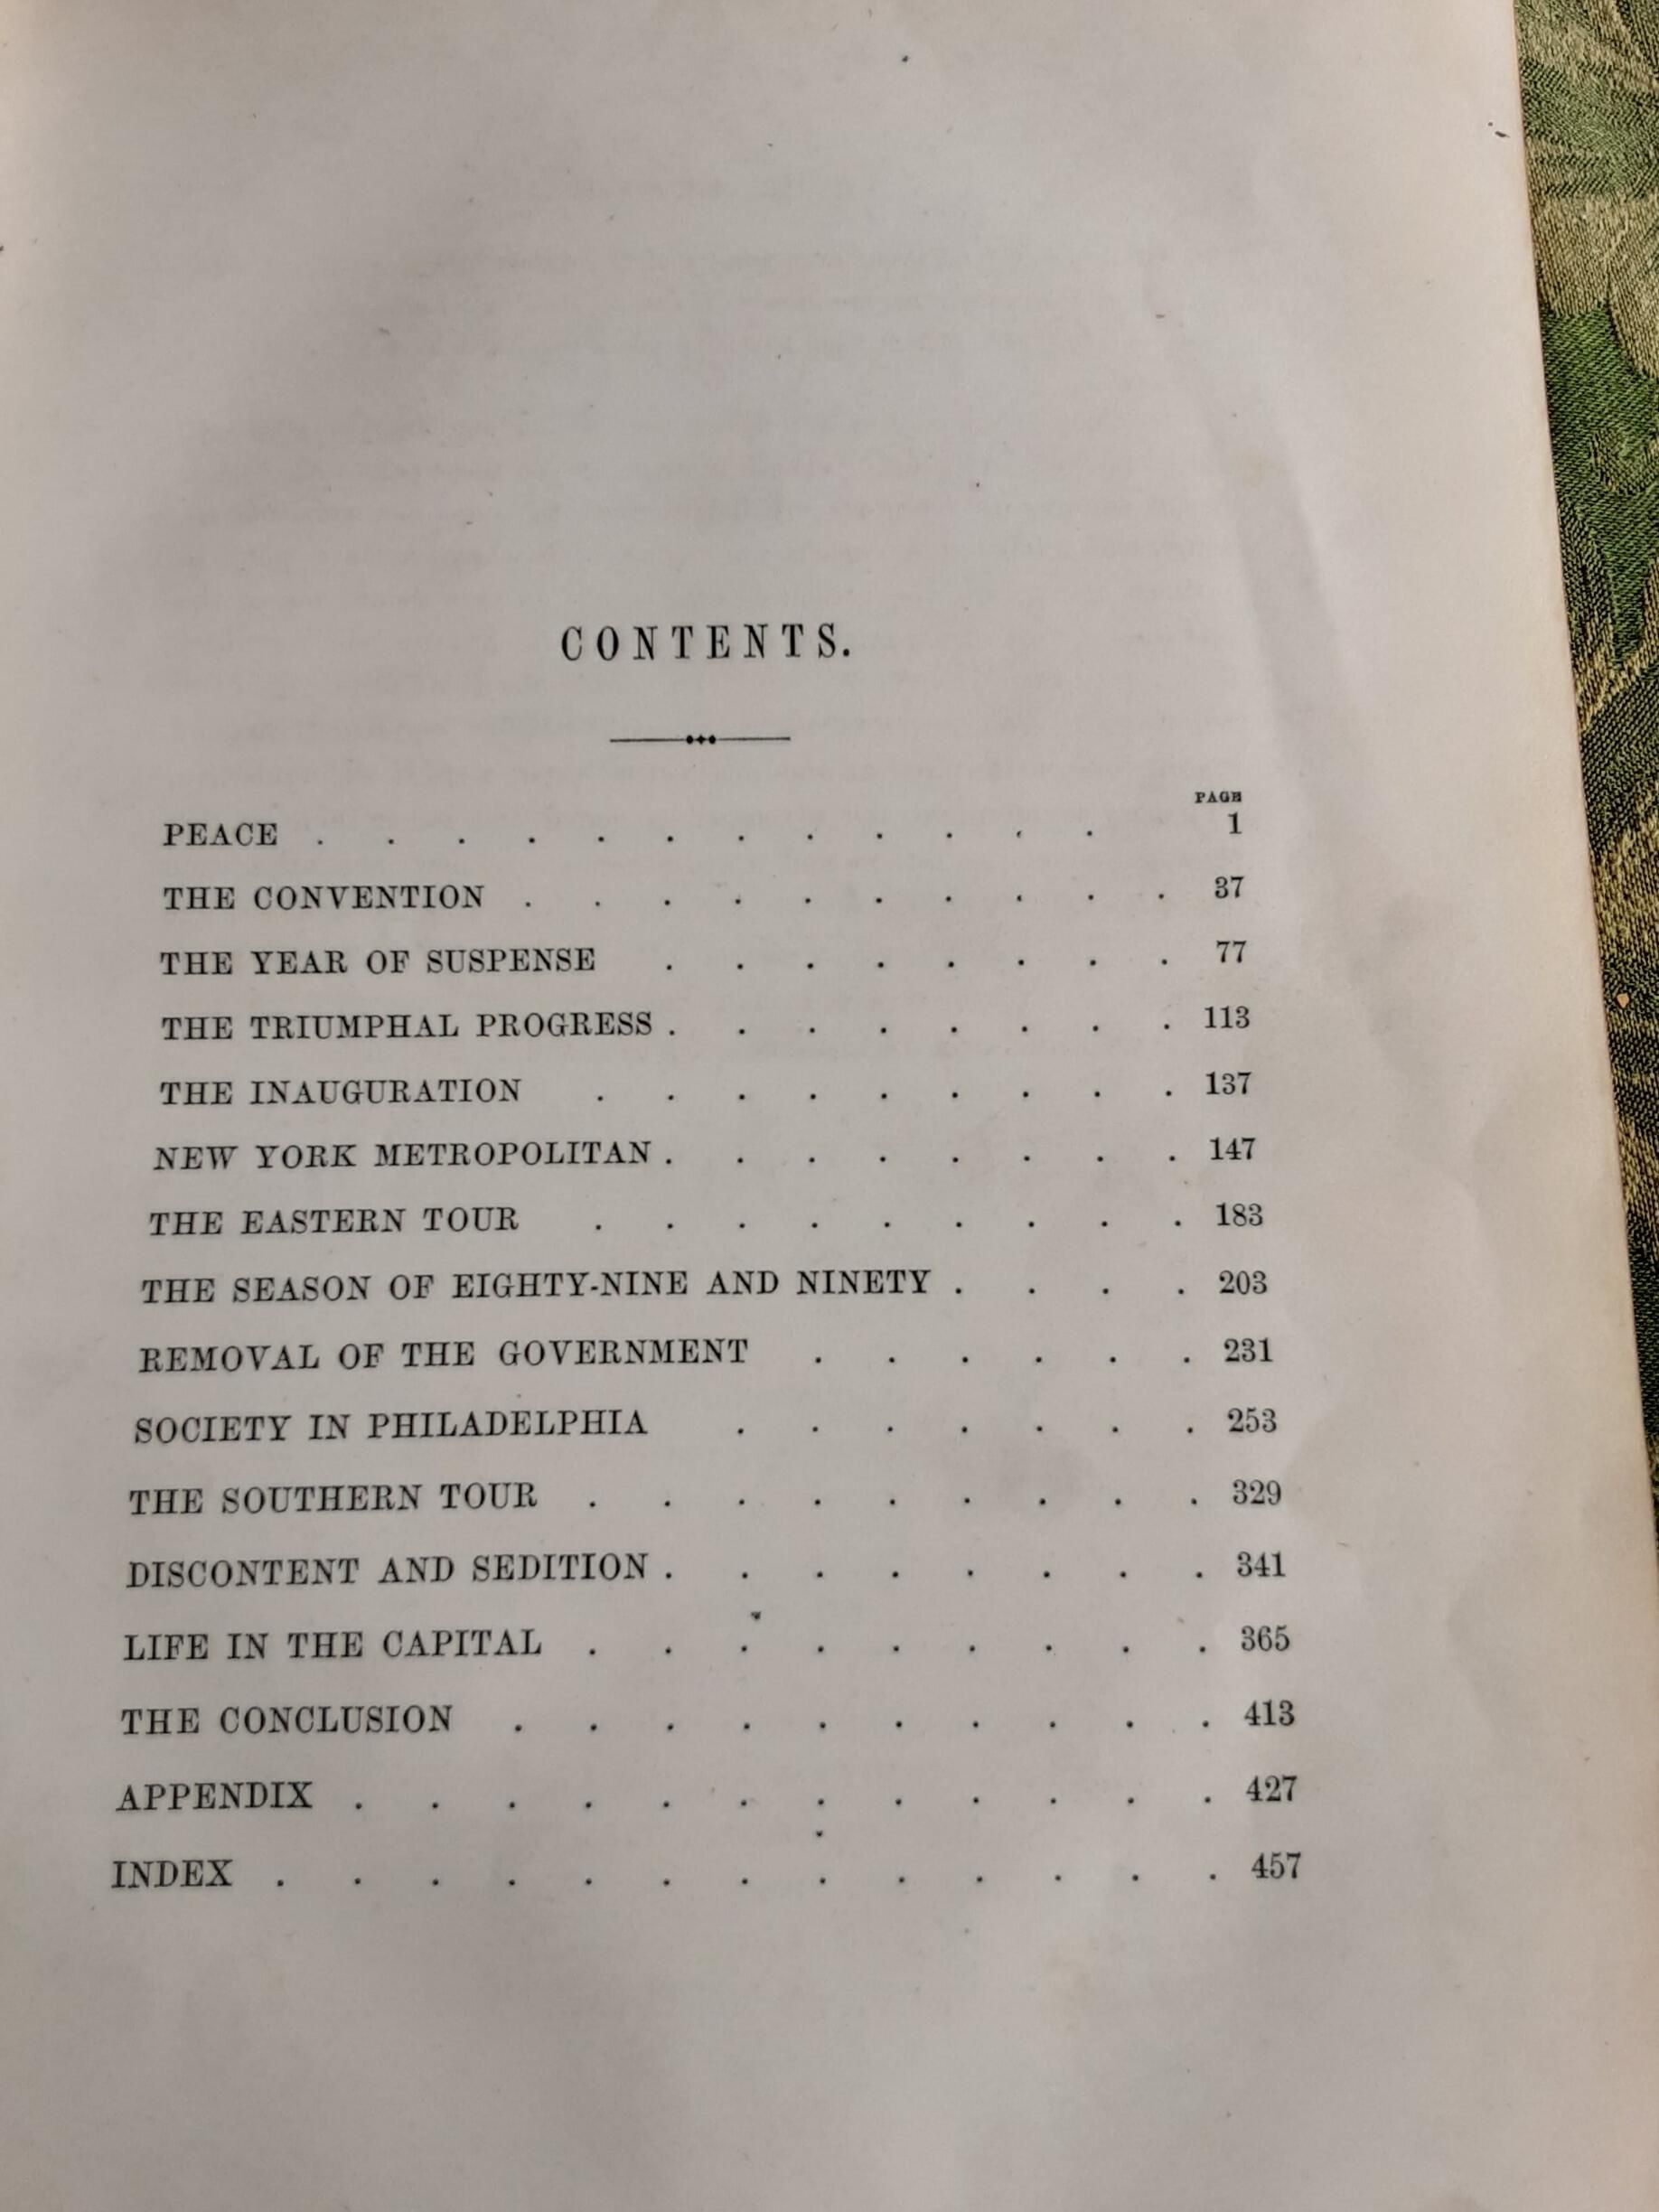 CONTENTS.
PAGE
PEACE . . . . . . . . . . . . 1
THE CONVENTION . . . . . . . . . . 37
THE YEAR OF SUSPENSE . . . . . . . . 77
THE TRIUMPHAL PROGRESS . . . . . . . . 113
THE INAUGURATION . . . . . . . . . 137
NEW YORK METROPOLITAN . . . . . . . . 147
THE EASTERN TOUR . . . . . . . . . 183
THE SEASON OF EIGHTY-NINE AND NINETY . . . . 203
REMOVAL OF THE GOVERNMENT . . . . . . 231
SOCIETY IN PHILADELPHIA . . . . . . . 253
THE SOUTHERN TOUR . . . . . . . . . 329
DISCONTENT AND SEDITION . . . . . . . . 341
LIFE IN THE CAPITAL . . . . . . . . . 365
THE CONCLUSION . . . . . . . . . . 413
APPENDIX . . . . . . . . . . . . 427
INDEX . . . . . . . . . . . . . 457